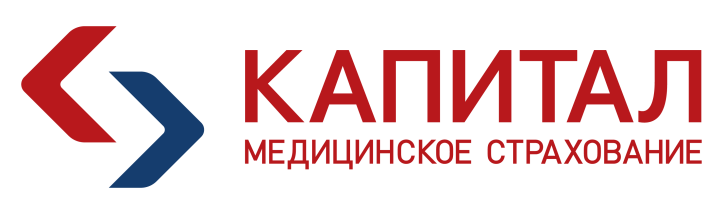 КАПИТАЛ
МЕДИЦИНСКОЕ СТРАХОВАНИЕ